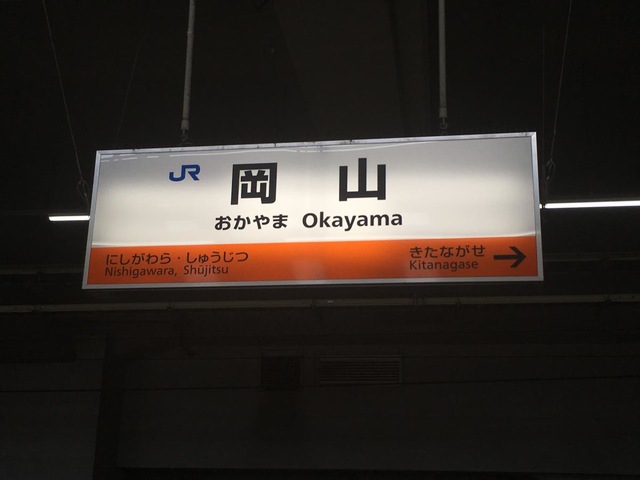 JR 岡山
おかやま Okayama
にしがわら・しゅうじつ
Nishigawara, Shūjitsu
きたながせ →
Kitanagase